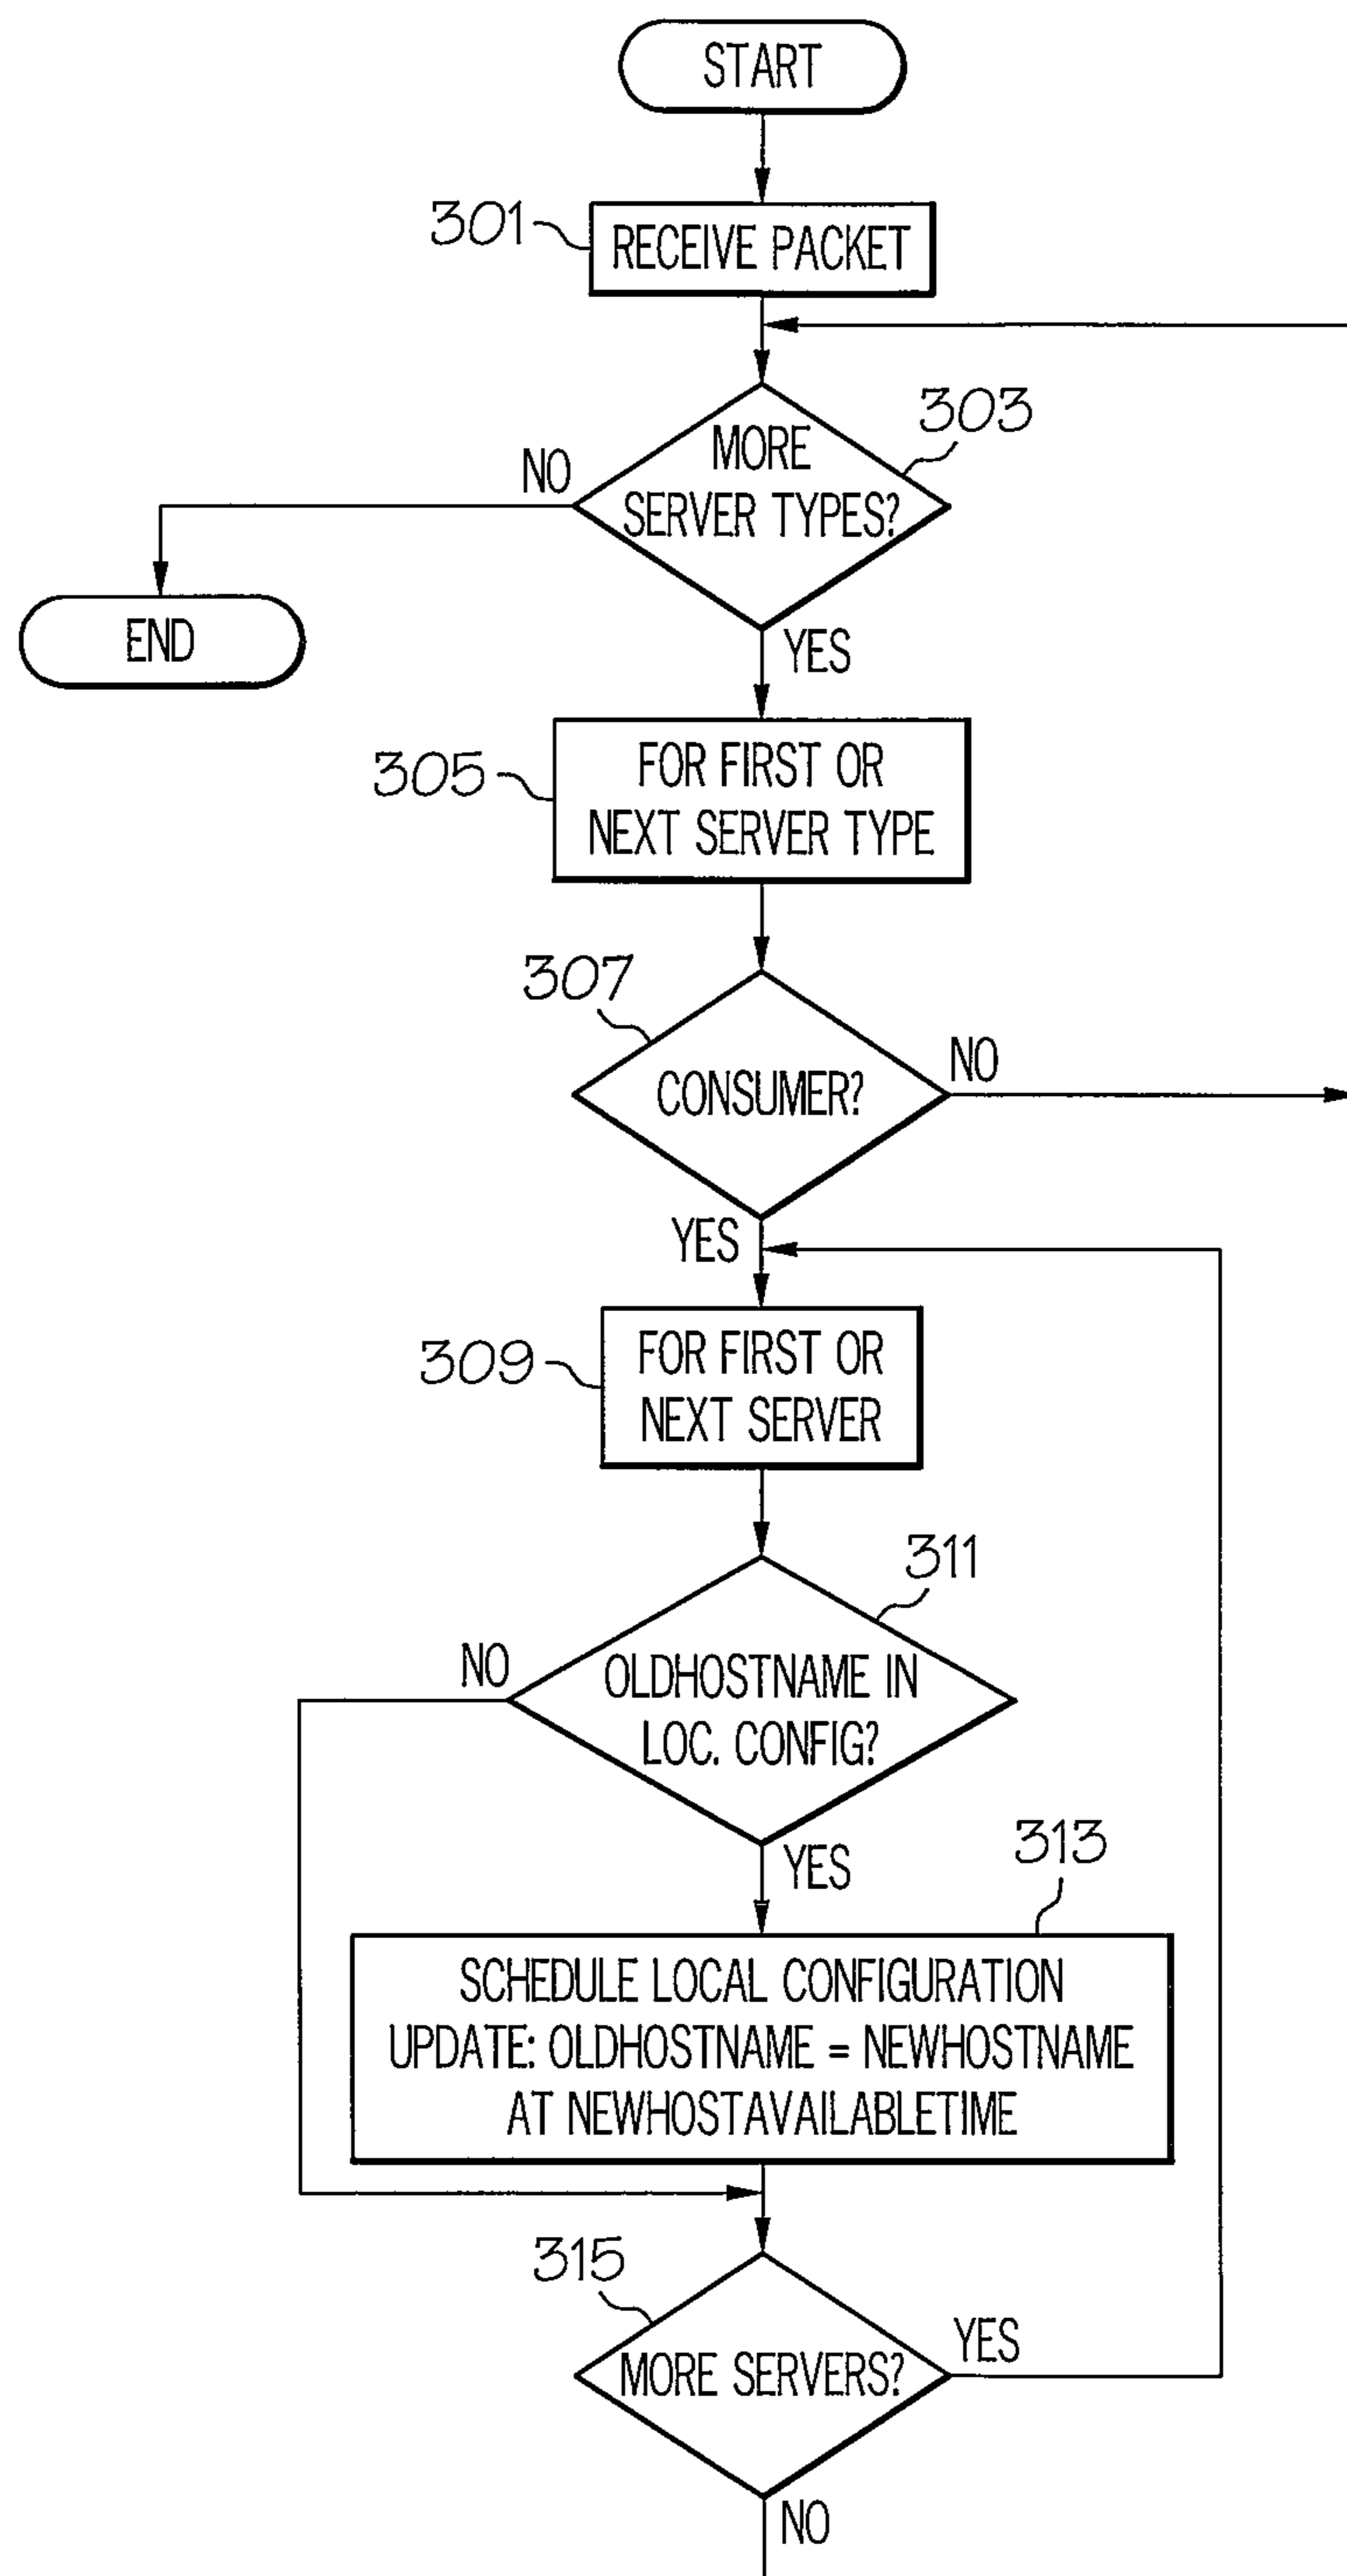 START
301
RECEIVE PACKET
303
MORE
SERVER TYPES?
NO
END
YES
305
FOR FIRST OR
NEXT SERVER TYPE
307
CONSUMER?
NO
YES
309
FOR FIRST OR
NEXT SERVER
311
NO
OLDHOSTNAME IN
LOC. CONFIG?
YES
313
SCHEDULE LOCAL CONFIGURATION
UPDATE: OLDHOSTNAME = NEWHOSTNAME
AT NEWHOSTAVAILABLETIME
315
MORE SERVERS?
YES
NO